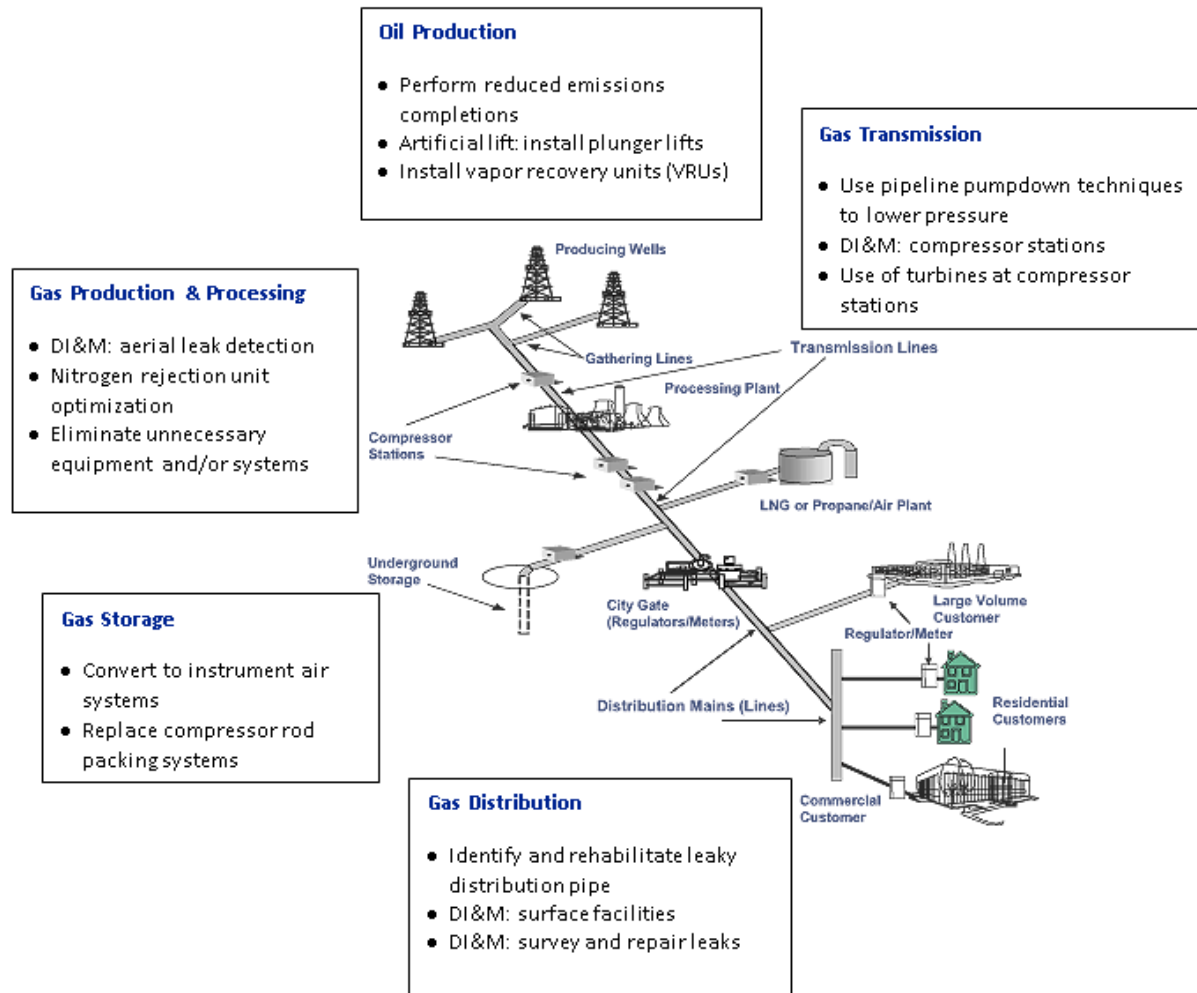 Oil Production
● Perform reduced emissions
completions
● Artificial lift: install plunger lifts
● Install vapor recovery units (VRUs)
Gas Transmission
● Use pipeline pumpdown techniques
to lower pressure
● DI&M: compressor stations
● Use of turbines at compressor
stations
Gas Production & Processing
● DI&M: aerial leak detection
● Nitrogen rejection unit
optimization
● Eliminate unnecessary
equipment and/or systems
Producing Wells
Gathering Lines
Transmission Lines
Processing Plant
Compressor
Stations
LNG or Propane/Air Plant
Underground
Storage
City Gate
(Regulators/Meters)
Large Volume
Customer
Regulator/Meter
Distribution Mains (Lines)
Residential
Customers
Commercial
Customer
Gas Storage
● Convert to instrument air
systems
● Replace compressor rod
packing systems
Gas Distribution
● Identify and rehabilitate leaky
distribution pipe
● DI&M: surface facilities
● DI&M: survey and repair leaks